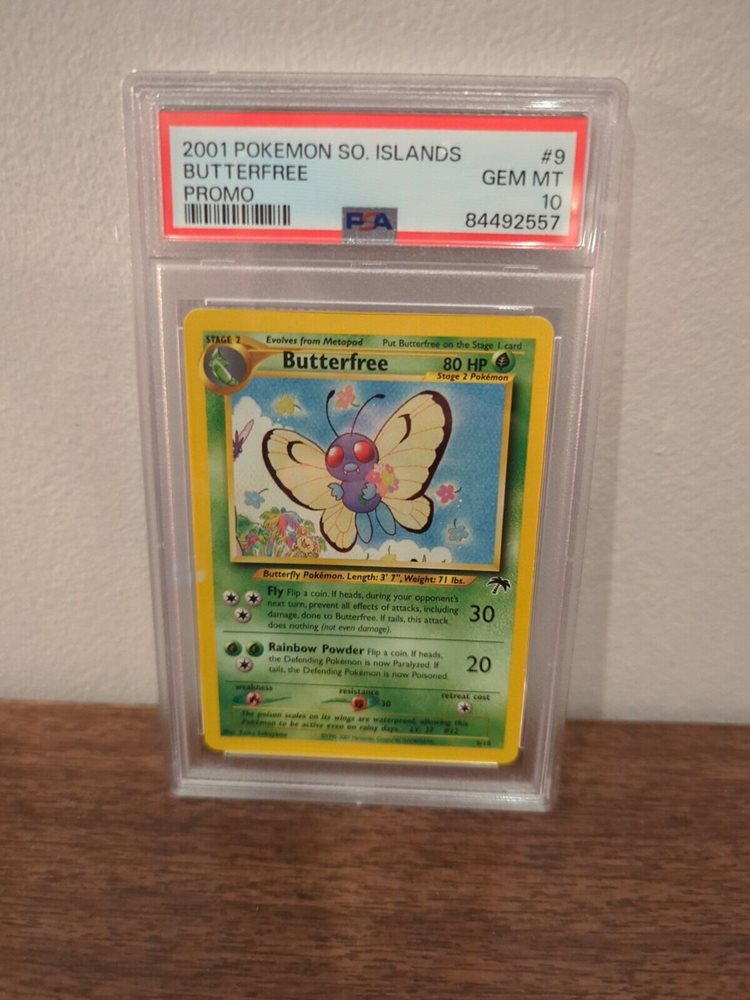 2001 POKEMON SO. ISLANDS #9
BUTTERFREE GEM MT
PROMO 10
PSA 84492557
STAGE 2 Evolves from Metapod Put Butterfree on the Stage 1 card
Butterfree 80 HP
Stage 2 Pokémon
Butterfly Pokémon. Length: 3' 7", Weight: 71 lbs.
Fly Flip a coin. If heads, during your opponent's
next turn, prevent all effects of attacks, including
damage, done to Butterfree. If tails, this attack
does nothing (not even damage).
30
Rainbow Powder Flip a coin. If heads,
the Defending Pokémon is now Paralyzed. If
tails, the Defending Pokémon is now Poisoned.
20
weakness resistance retreat cost
30
The poison scales on its wings are waterproof, allowing this
Pokémon to be active even on rainy days. LV. 37 #12
9/18